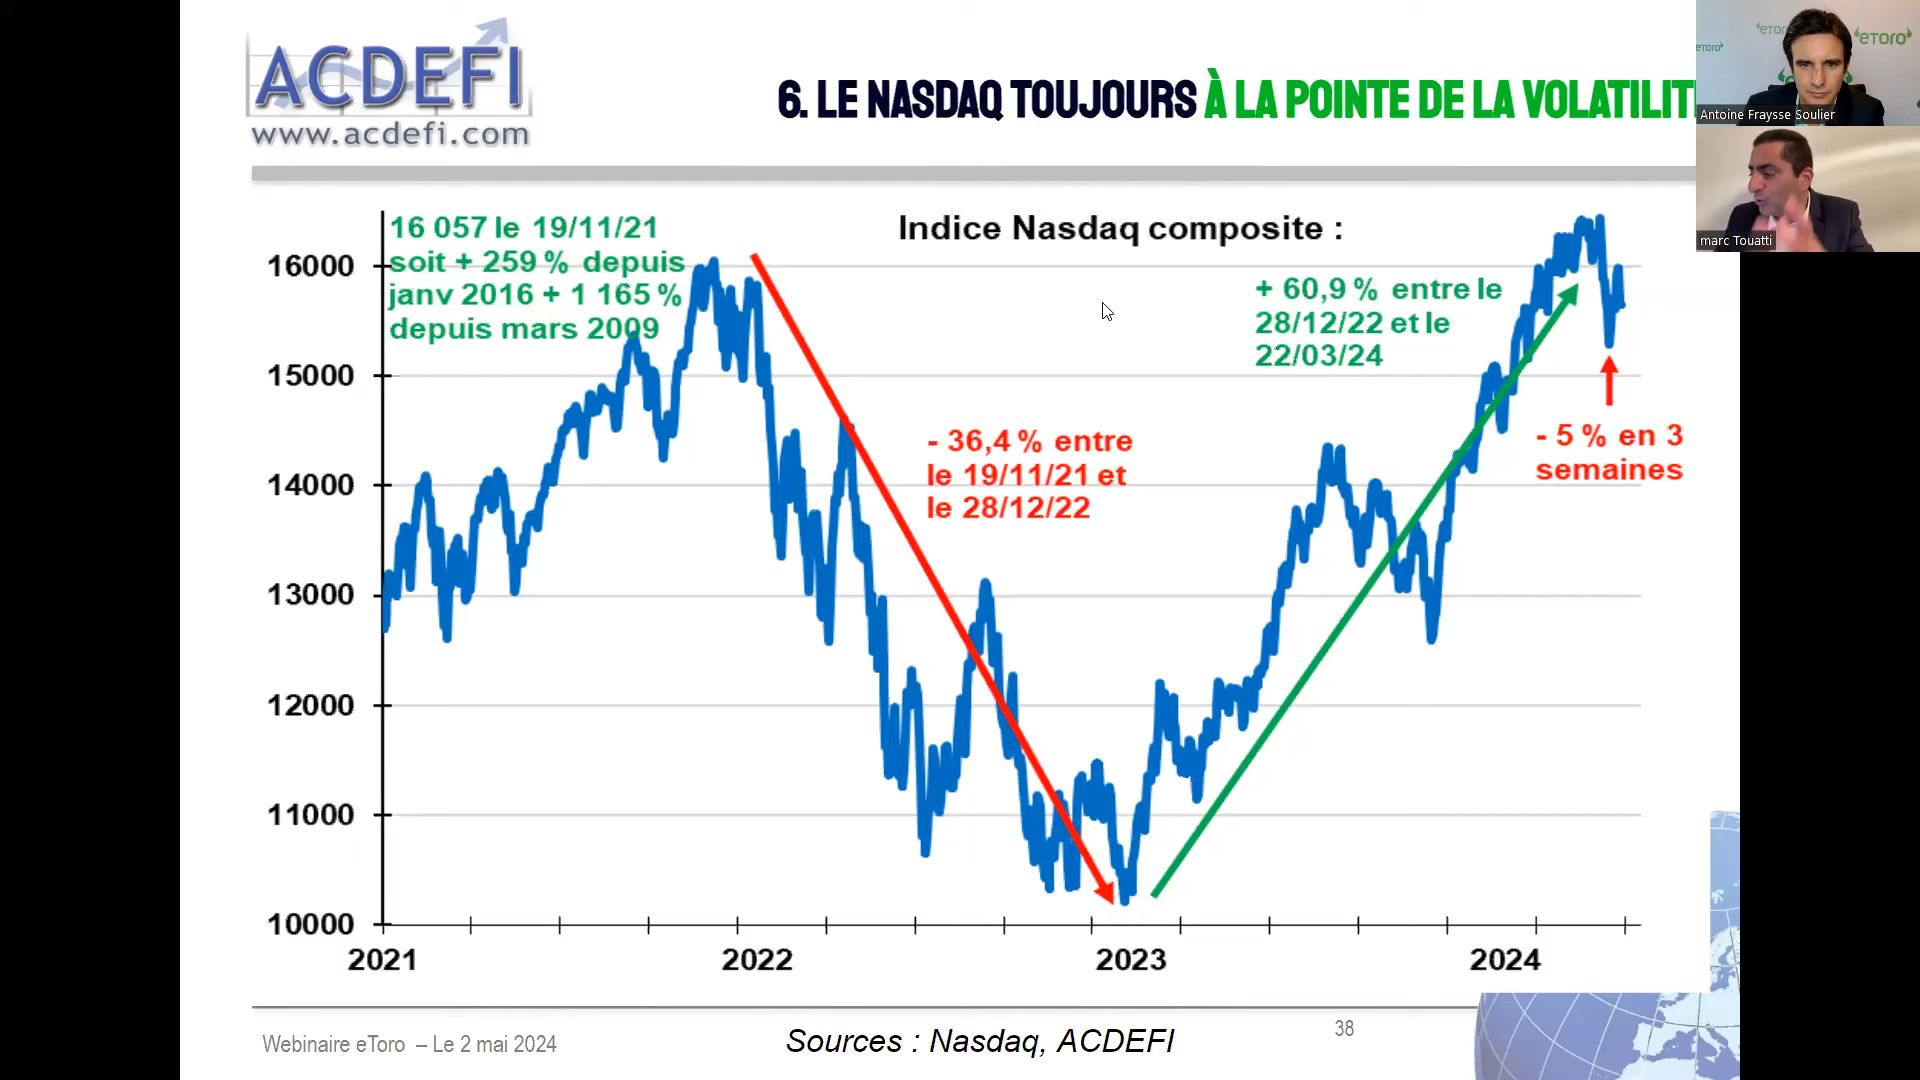 ACDEFI
www.acdefi.com
6. LE NASDAQ TOUJOURS À LA POINTE DE LA VOLATILIT
eToro
eToro
eToro
Antoine Fraysse Soulier
marc Touatti
Indice Nasdaq composite :
16 057 le 19/11/21
soit + 259 % depuis
janv 2016 + 1 165 %
depuis mars 2009
+ 60,9 % entre le
28/12/22 et le
22/03/24
- 36,4 % entre
le 19/11/21 et
le 28/12/22
- 5 % en 3
semaines
16000
15000
14000
13000
12000
11000
10000
2021
2022
2023
2024
Webinaire eToro – Le 2 mai 2024
Sources : Nasdaq, ACDEFI
38